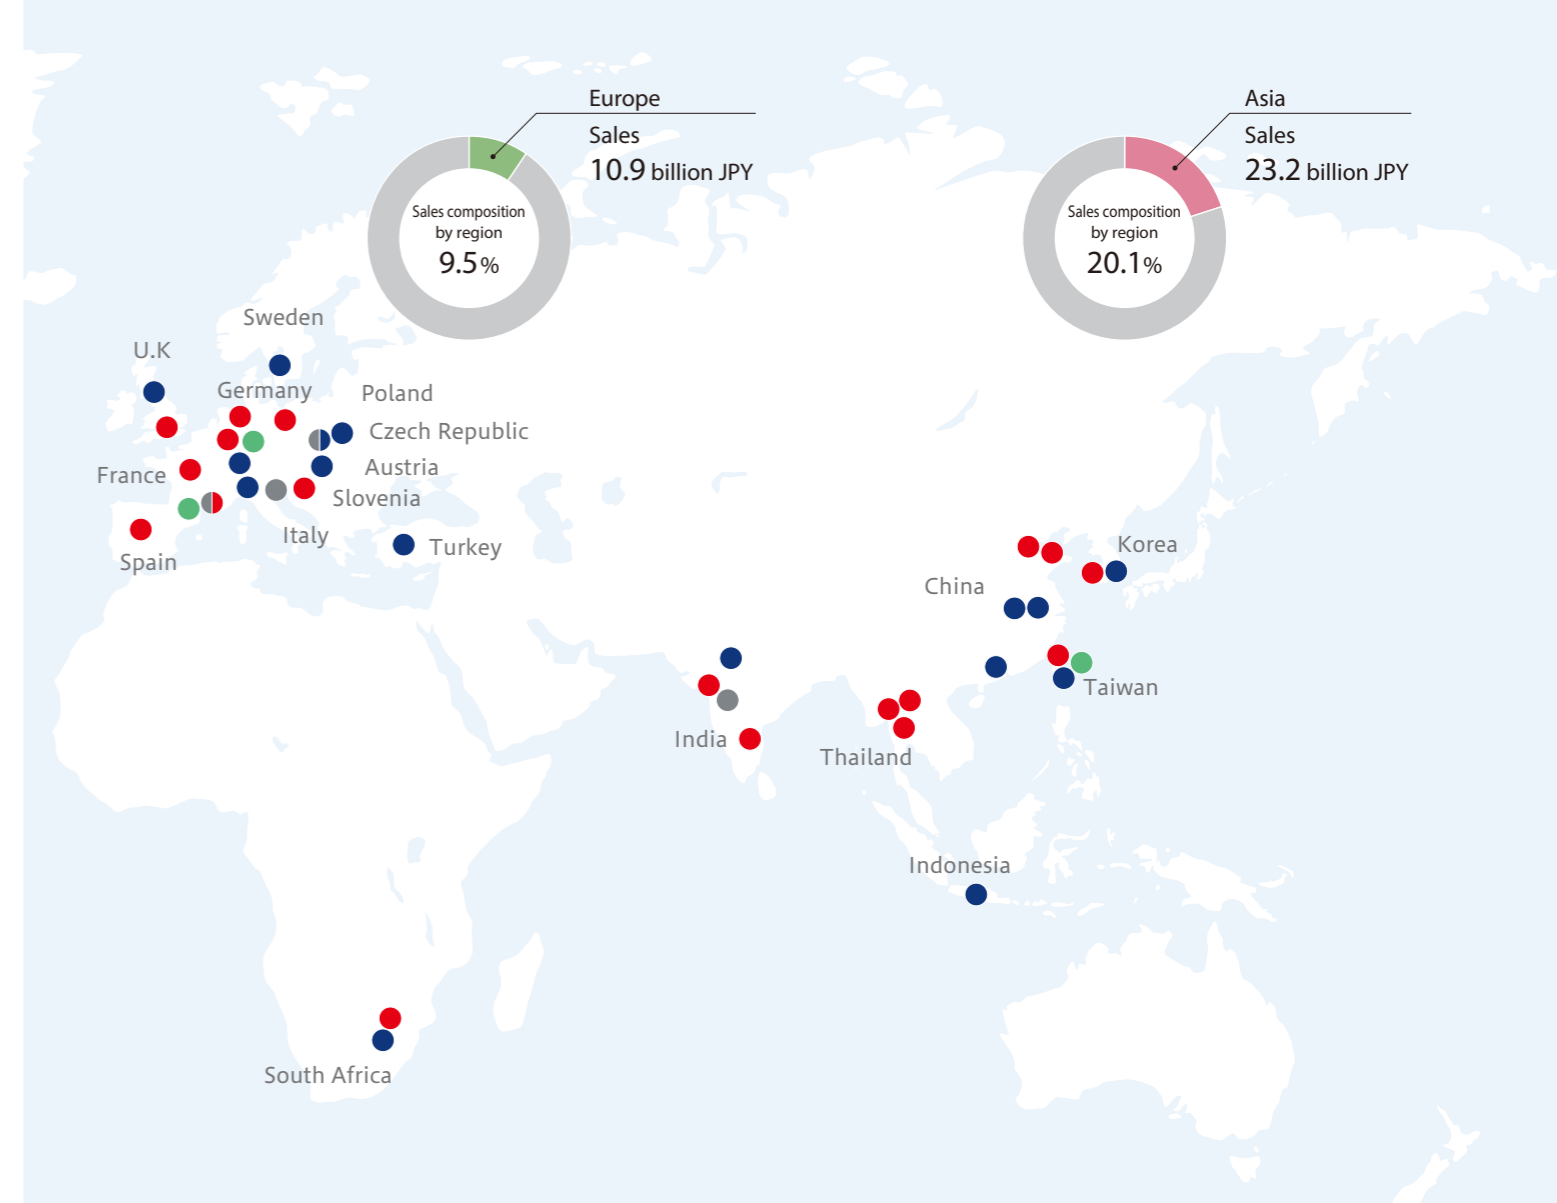 Europe
Sales
10.9 billion JPY
Sales composition
by region
9.5%
Asia
Sales
23.2 billion JPY
Sales composition
by region
20.1%
Sweden
U.K
Germany
Poland
Czech Republic
France
Austria
Slovenia
Italy
Turkey
Spain
Korea
China
Taiwan
India
Thailand
Indonesia
South Africa